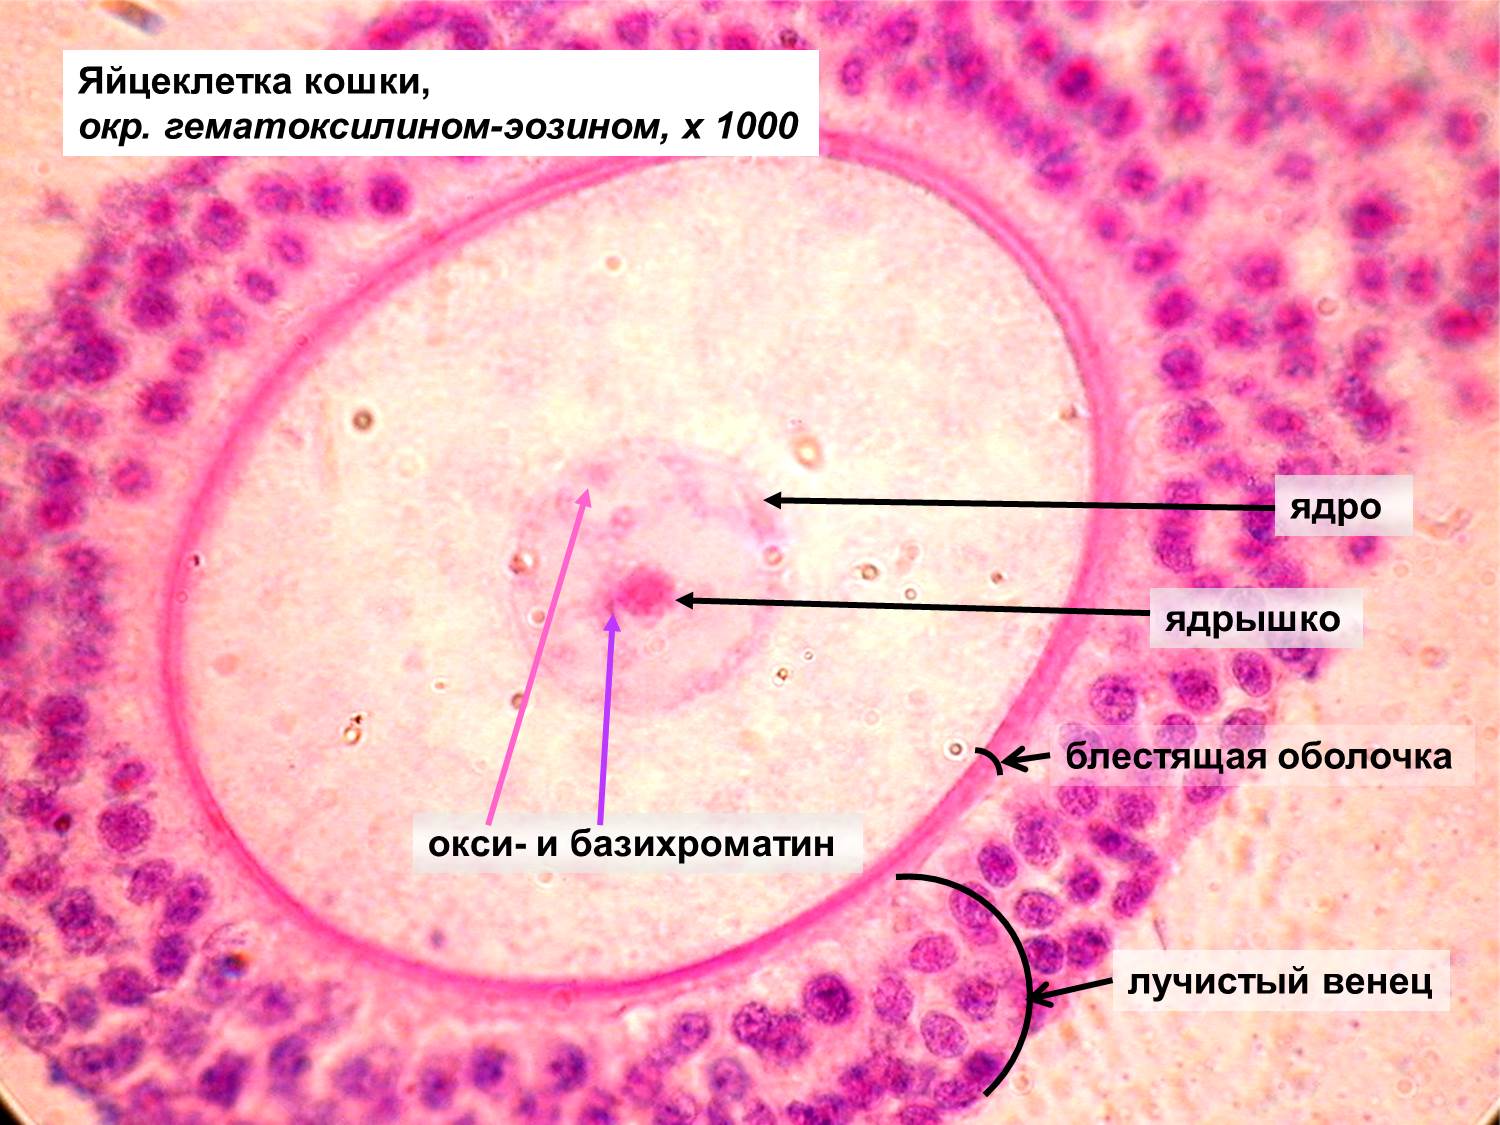 Яйцеклетка кошки,
окр. гематоксилином-эозином, х 1000
ядро
ядрышко
блестящая оболочка
окси- и базихроматин
лучистый венец